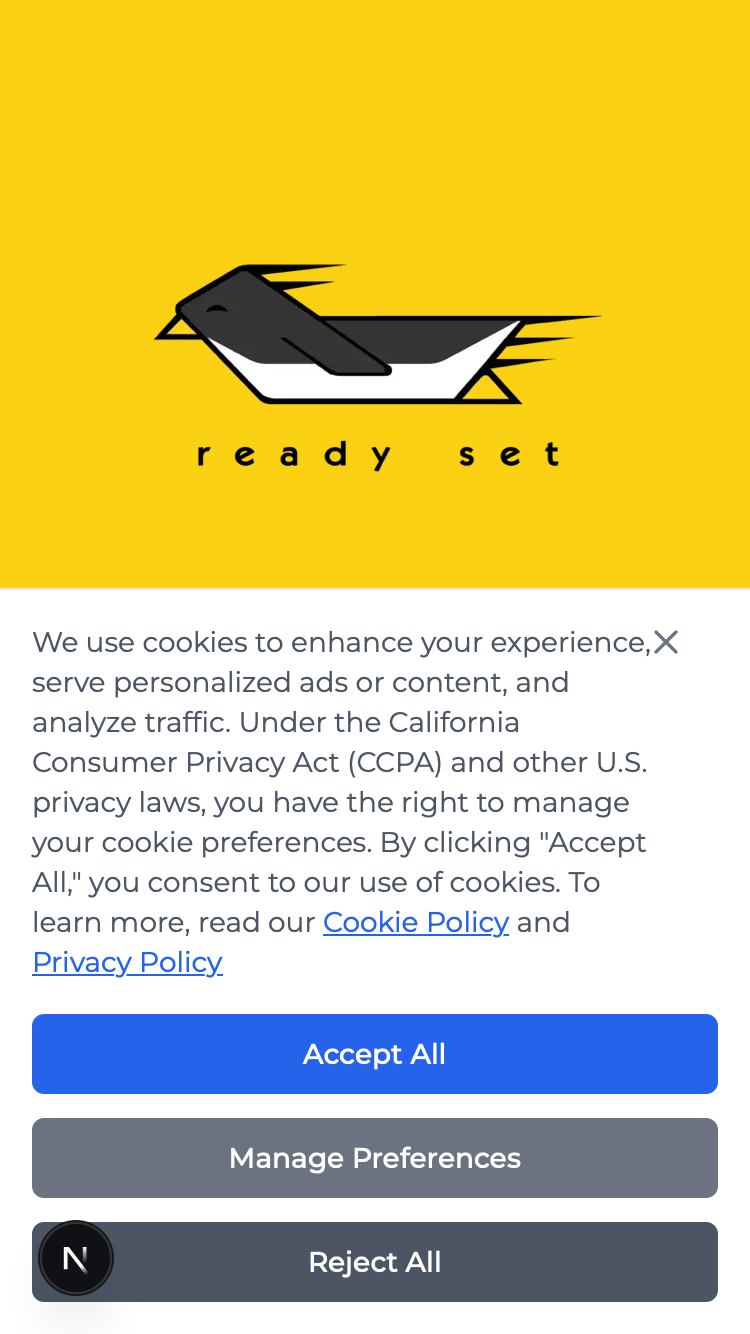 ready set
We use cookies to enhance your experience,
serve personalized ads or content, and
analyze traffic. Under the California
Consumer Privacy Act (CCPA) and other U.S.
privacy laws, you have the right to manage
your cookie preferences. By clicking "Accept
All," you consent to our use of cookies. To
learn more, read our Cookie Policy and
Privacy Policy
Accept All
Manage Preferences
N
Reject All